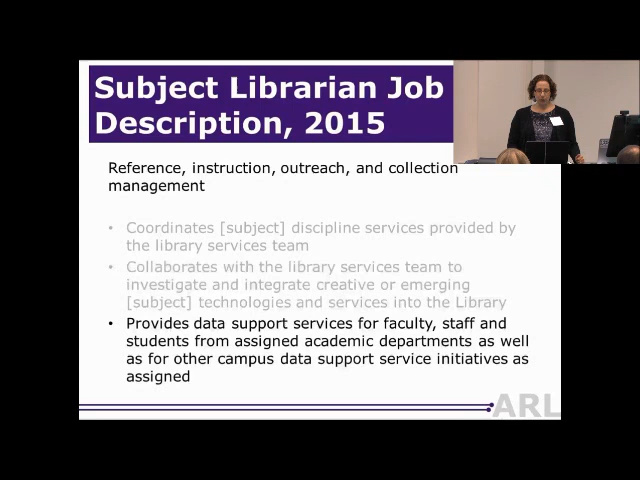 Subject Librarian Job
Description, 2015
Reference, instruction, outreach, and collection
management
• Coordinates [subject] discipline services provided by
the library services team
• Collaborates with the library services team to
investigate and integrate creative or emerging
[subject] technologies and services into the Library
• Provides data support services for faculty, staff and
students from assigned academic departments as well
as for other campus data support service initiatives as
assigned
ARL